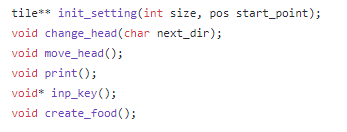 tile** init_setting(int size, pos start_point);
void change_head(char next_dir);
void move_head();
void print();
void* inp_key();
void create_food();